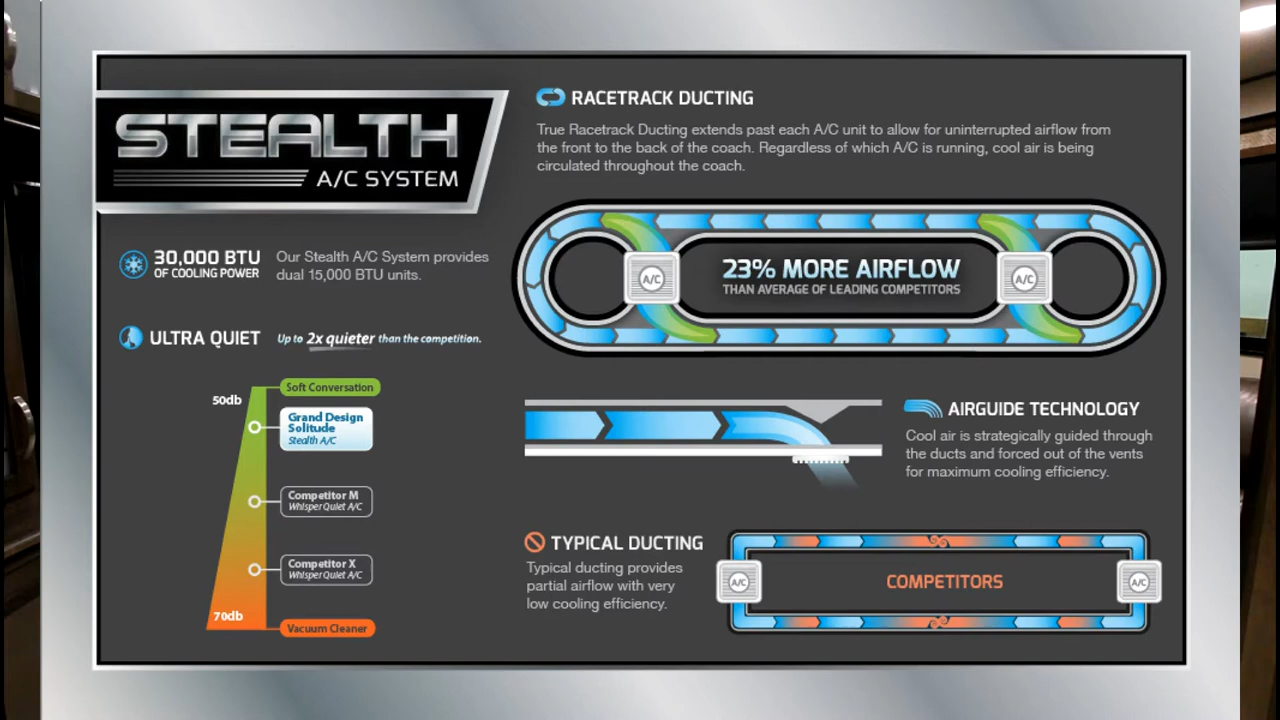 STEALTH
A/C SYSTEM
30,000 BTU
OF COOLING POWER
Our Stealth A/C System provides
dual 15,000 BTU units.
ULTRA QUIET
Up to 2x quieter than the competition.
50db
Soft Conversation
Grand Design
Solitude
Stealth A/C
Competitor M
Whisper Quiet A/C
Competitor X
Whisper Quiet A/C
70db
Vacuum Cleaner
RACETRACK DUCTING
True Racetrack Ducting extends past each A/C unit to allow for uninterrupted airflow from
the front to the back of the coach. Regardless of which A/C is running, cool air is being
circulated throughout the coach.
A/C
23% MORE AIRFLOW
THAN AVERAGE OF LEADING COMPETITORS
A/C
AIRGUIDE TECHNOLOGY
Cool air is strategically guided through
the ducts and forced out of the vents
for maximum cooling efficiency.
TYPICAL DUCTING
Typical ducting provides
partial airflow with very
low cooling efficiency.
A/C
COMPETITORS
A/C